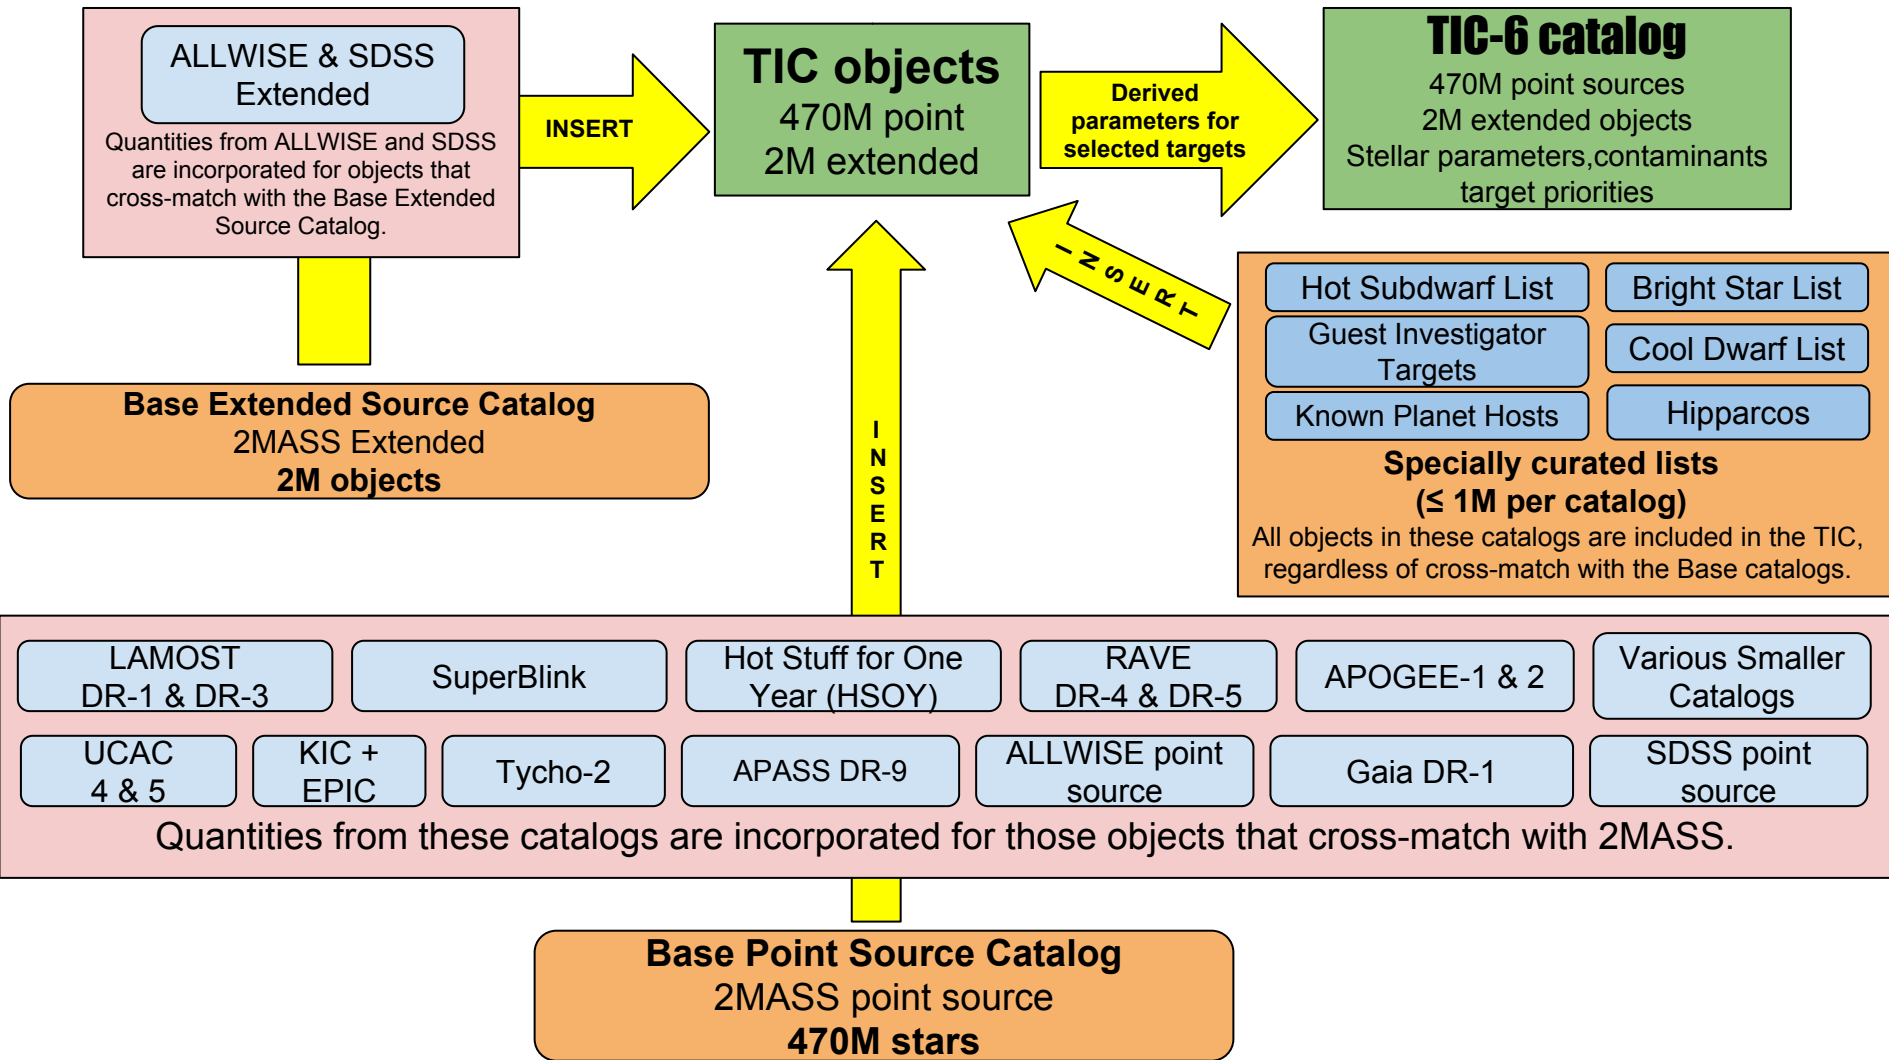 ALLWISE & SDSS
Extended
Quantities from ALLWISE and SDSS
are incorporated for objects that
cross-match with the Base Extended
Source Catalog.
INSERT
TIC objects
470M point
2M extended
Derived
parameters for
selected targets
TIC-6 catalog
470M point sources
2M extended objects
Stellar parameters,contaminants
target priorities
INSERT
Hot Subdwarf List
Bright Star List
Guest Investigator
Targets
Cool Dwarf List
Known Planet Hosts
Hipparcos
Specially curated lists
(≤ 1M per catalog)
All objects in these catalogs are included in the TIC,
regardless of cross-match with the Base catalogs.
Base Extended Source Catalog
2MASS Extended
2M objects
INSERT
LAMOST
DR-1 & DR-3
SuperBlink
Hot Stuff for One
Year (HSOY)
RAVE
DR-4 & DR-5
APOGEE-1 & 2
Various Smaller
Catalogs
UCAC
4 & 5
KIC +
EPIC
Tycho-2
APASS DR-9
ALLWISE point
source
Gaia DR-1
SDSS point
source
Quantities from these catalogs are incorporated for those objects that cross-match with 2MASS.
Base Point Source Catalog
2MASS point source
470M stars